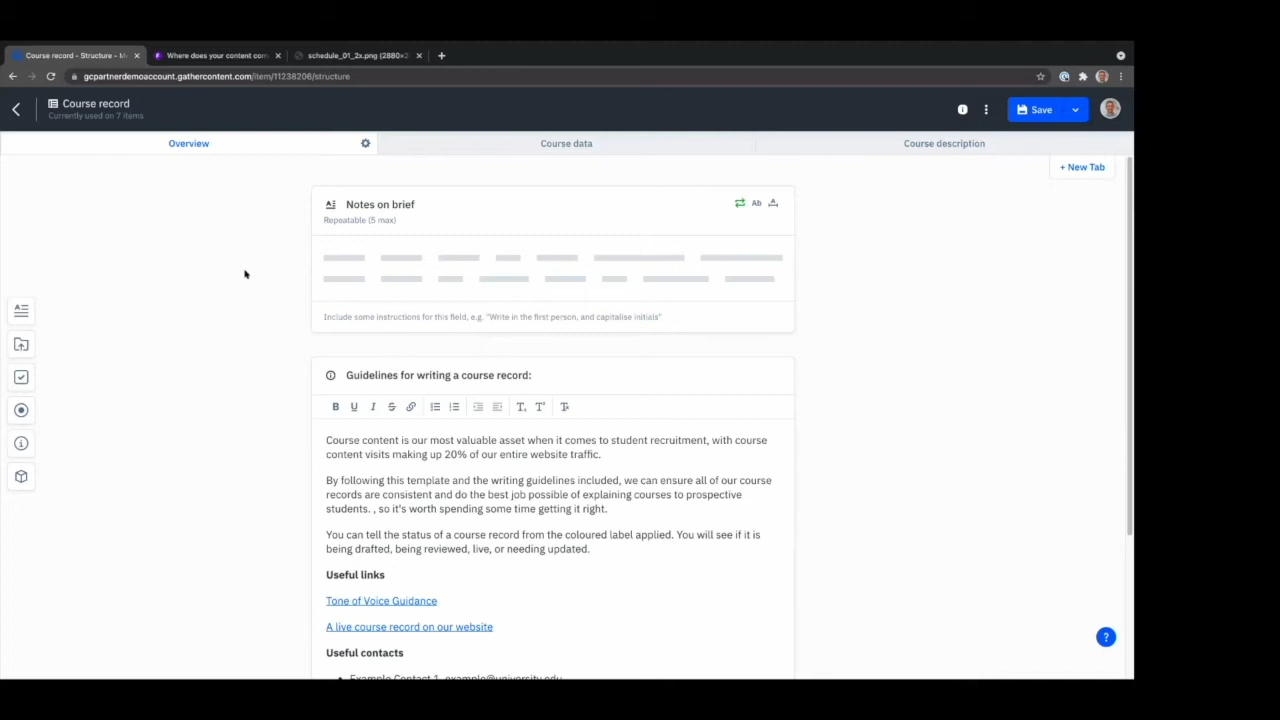 Course record - Structure - M
Where does your content com
schedule_01_2x.png (2880×2
gcpartnerdemoaccount.gathercontent.com/item/11238206/structure
Course record
Currently used on 7 items
Save
Overview
Course data
Course description
+ New Tab
Notes on brief
Ab
Repeatable (5 max)
Include some instructions for this field, e.g. "Write in the first person, and capitalise initials"
Guidelines for writing a course record:
Course content is our most valuable asset when it comes to student recruitment, with course
content visits making up 20% of our entire website traffic.
By following this template and the writing guidelines included, we can ensure all of our course
records are consistent and do the best job possible of explaining courses to prospective
students. , so it's worth spending some time getting it right.
You can tell the status of a course record from the coloured label applied. You will see if it is
being drafted, being reviewed, live, or needing updated.
Useful links
Tone of Voice Guidance
A live course record on our website
Useful contacts
Example Contact 1, example@university.edu